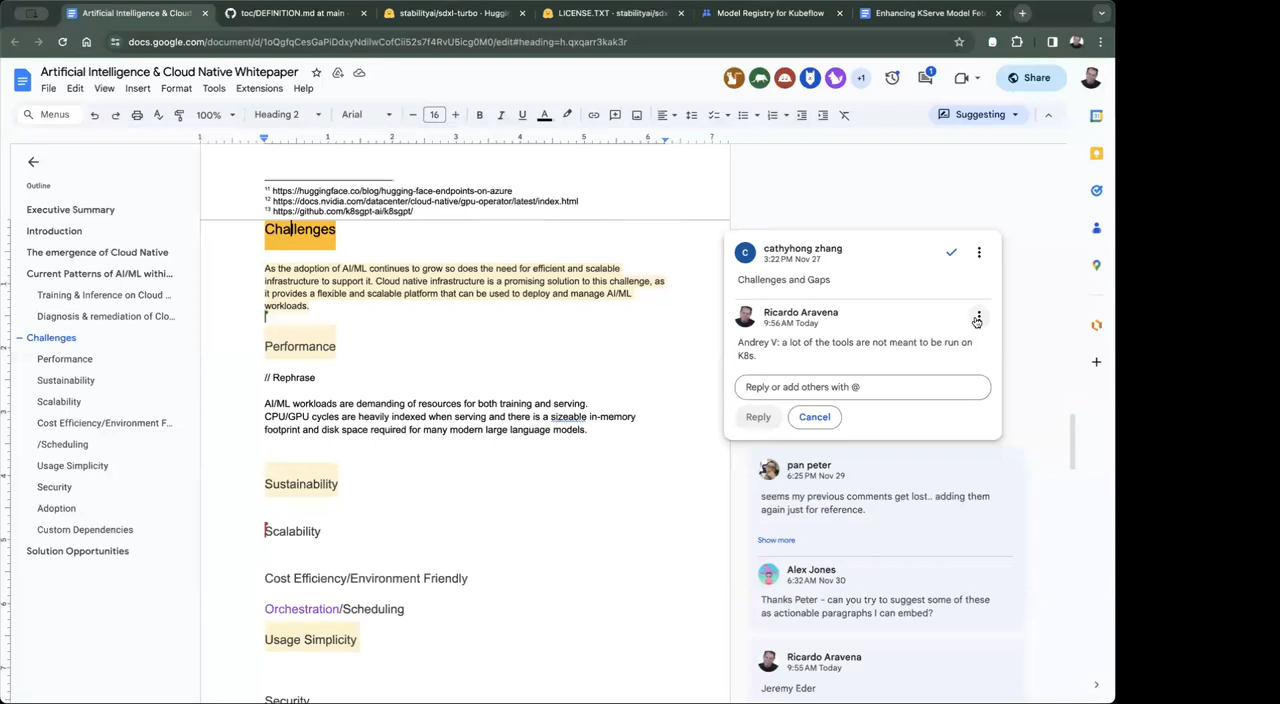 Artificial Intelligence & Cloud
toc/DEFINITION.md at main ·
stabilityai/sdxl-turbo · Huggi
LICENSE.TXT · stabilityai/sdx
Model Registry for Kubeflow
Enhancing KServe Model Fet
docs.google.com/document/d/1oQgfqCesGaPiDdxyNdilwCofCii52s7f4RvU5icg0M0/edit#heading=h.qxqarr3kak3r
Artificial Intelligence & Cloud Native Whitepaper
+1
1
Share
File Edit View Insert Format Tools Extensions Help
Menus
100%
Heading 2
Arial
16
B I U A
Suggesting
1 1 2 3 4 5 6 7
Outline
Executive Summary
Introduction
The emergence of Cloud Native
Current Patterns of AI/ML withi...
Training & Inference on Cloud ...
Diagnosis & remediation of Clo...
Challenges
Performance
Sustainability
Scalability
Cost Efficiency/Environment F...
/Scheduling
Usage Simplicity
Security
Adoption
Custom Dependencies
Solution Opportunities
11 https://huggingface.co/blog/hugging-face-endpoints-on-azure
12 https://docs.nvidia.com/datacenter/cloud-native/gpu-operator/latest/index.html
13 https://github.com/k8sgpt-ai/k8sgpt/
Challenges
As the adoption of AI/ML continues to grow so does the need for efficient and scalable
infrastructure to support it. Cloud native infrastructure is a promising solution to this challenge, as
it provides a flexible and scalable platform that can be used to deploy and manage AI/ML
workloads.
Performance
// Rephrase
AI/ML workloads are demanding of resources for both training and serving.
CPU/GPU cycles are heavily indexed when serving and there is a sizeable in-memory
footprint and disk space required for many modern large language models.
Sustainability
Scalability
Cost Efficiency/Environment Friendly
Orchestration/Scheduling
Usage Simplicity
Security
C
cathyhong zhang
3:22 PM Nov 27
Challenges and Gaps
Ricardo Aravena
9:56 AM Today
Andrey V: a lot of the tools are not meant to be run on
K8s.
Reply or add others with @
Reply
Cancel
pan peter
6:25 PM Nov 29
seems my previous comments get lost.. adding them
again just for reference.
Show more
Alex Jones
6:32 AM Nov 30
Thanks Peter - can you try to suggest some of these
as actionable paragraphs I can embed?
Ricardo Aravena
9:55 AM Today
Jeremy Eder